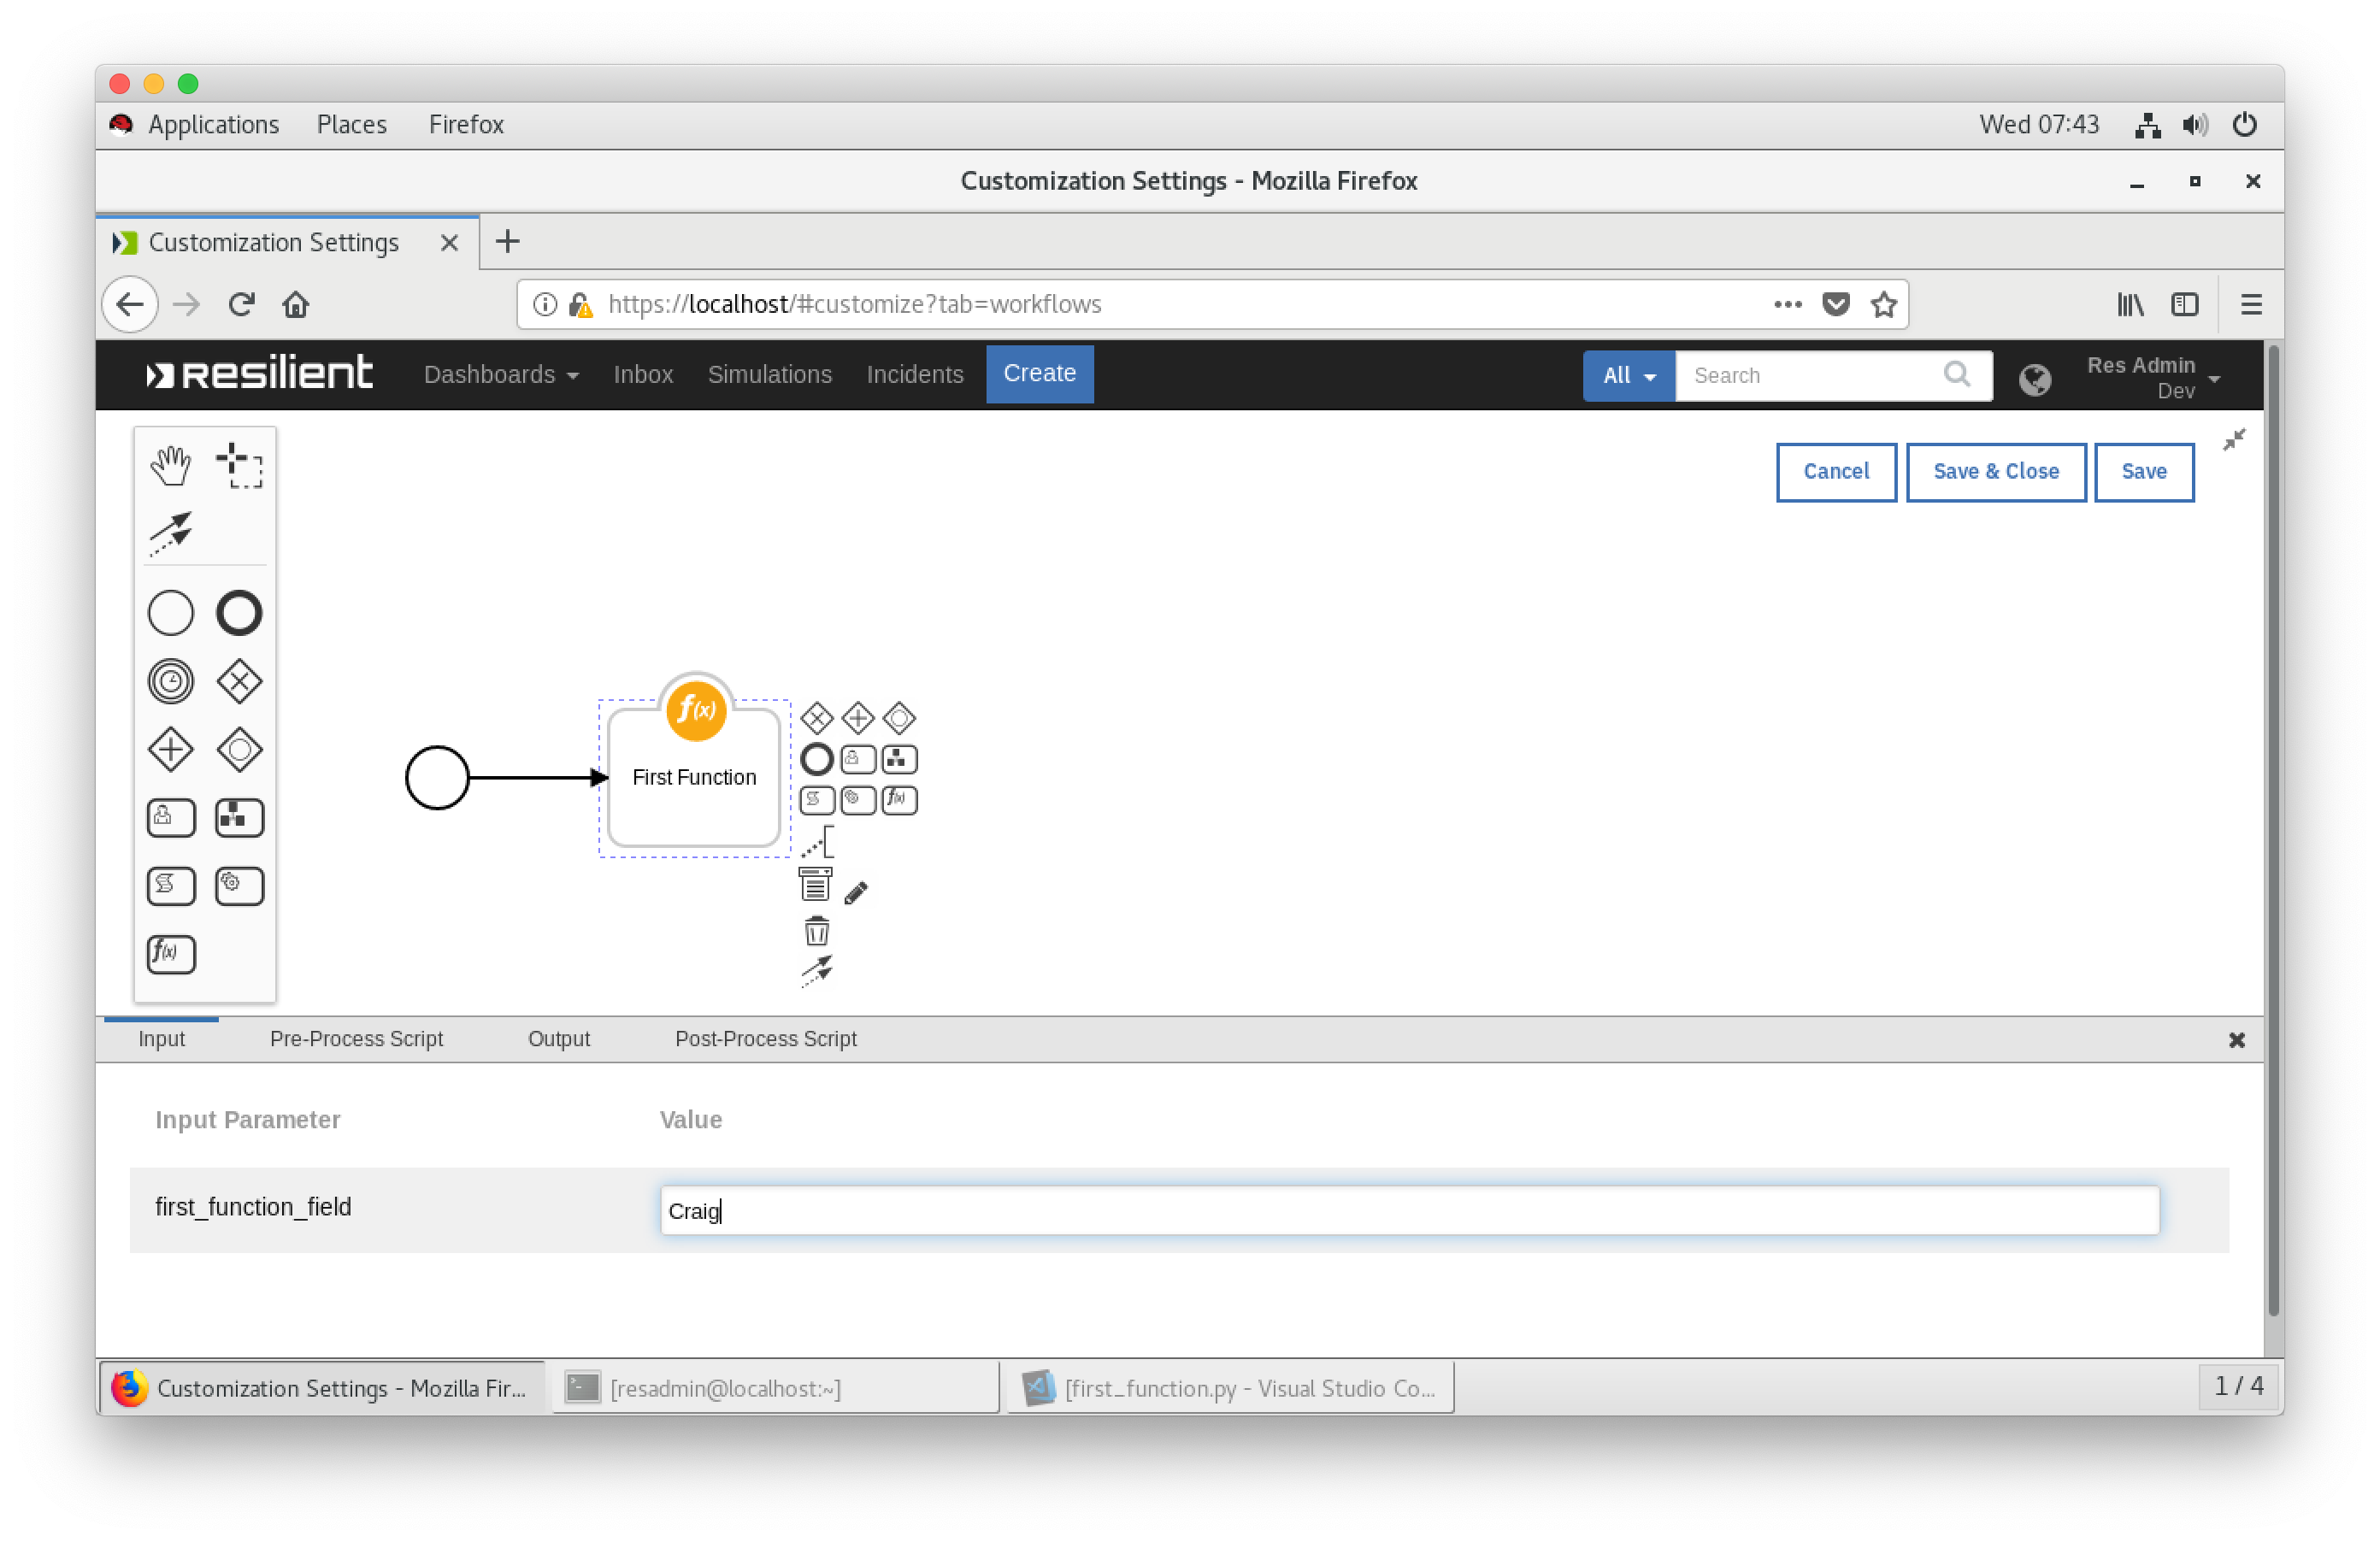 Applications Places Firefox Wed 07:43
Customization Settings - Mozilla Firefox
Customization Settings
https://localhost/#customize?tab=workflows
resilient Dashboards Inbox Simulations Incidents Create All Search Res Admin
Dev
Cancel Save & Close Save
f(x)
First Function
f(x)
f(x)
Input Pre-Process Script Output Post-Process Script
Input Parameter Value
first_function_field Craig
Customization Settings - Mozilla Fir... [resadmin@localhost:~] [first_function.py - Visual Studio Co... 1 / 4